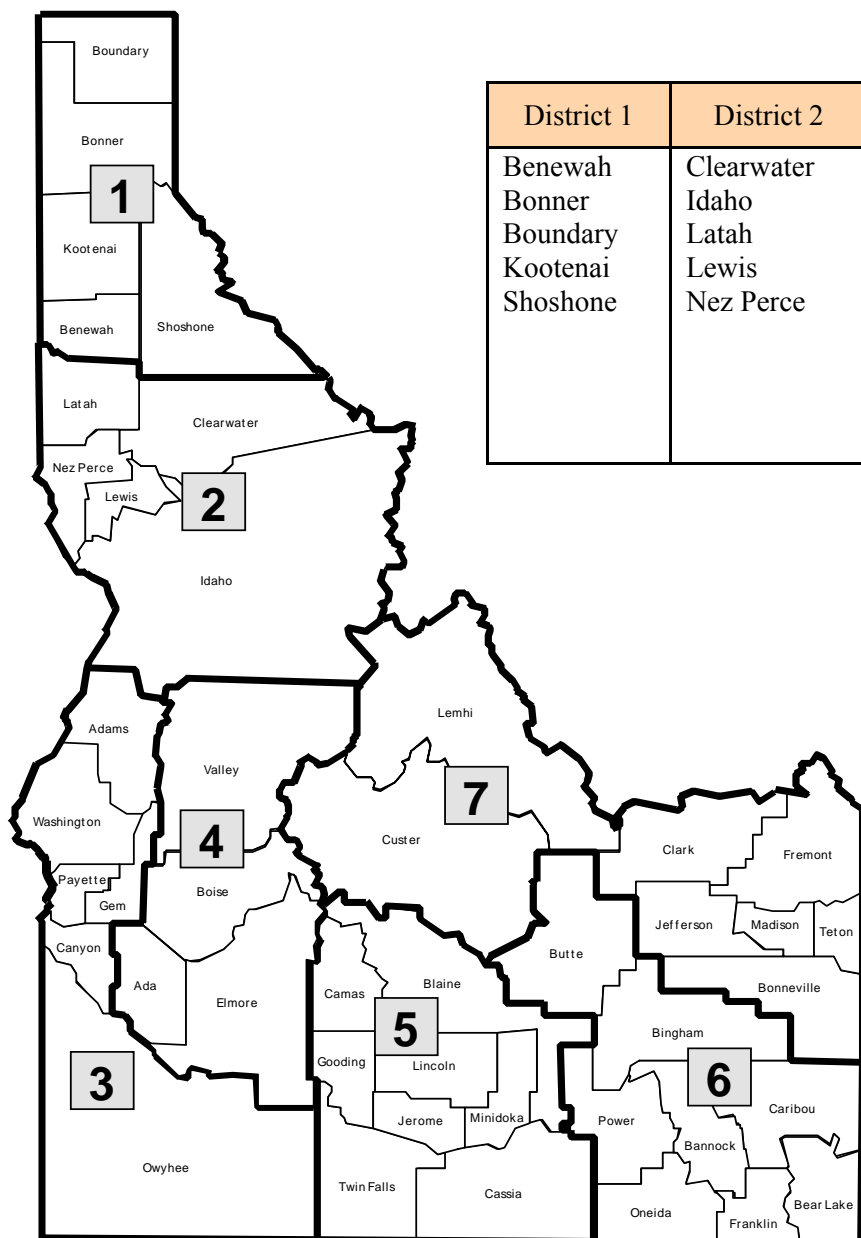 Boundary
Bonner
1
Kootenai
Benewah
Shoshone
District 1 District 2
Benewah Clearwater
Bonner Idaho
Boundary Latah
Kootenai Lewis
Shoshone Nez Perce
Latah
Clearwater
Nez Perce
Lewis
2
Idaho
Adams
Valley
Lemhi
Washington
4
7
Custer
Clark
Fremont
Payette
Boise
Gem
Jefferson
Madison
Teton
Canyon
Ada
Elmore
Camas
Blaine
Butte
Bonneville
5
Bingham
3
Gooding
Lincoln
6
Jerome
Minidoka
Power
Bannock
Caribou
Owyhee
Twin Falls
Cassia
Oneida
Franklin
Bear Lake